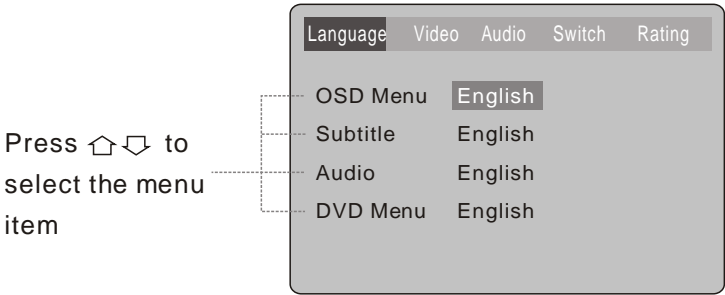 Language Video Audio Switch Rating
OSD Menu English
Subtitle English
Audio English
DVD Menu English
Press ⇧ ⇩ to
select the menu
item